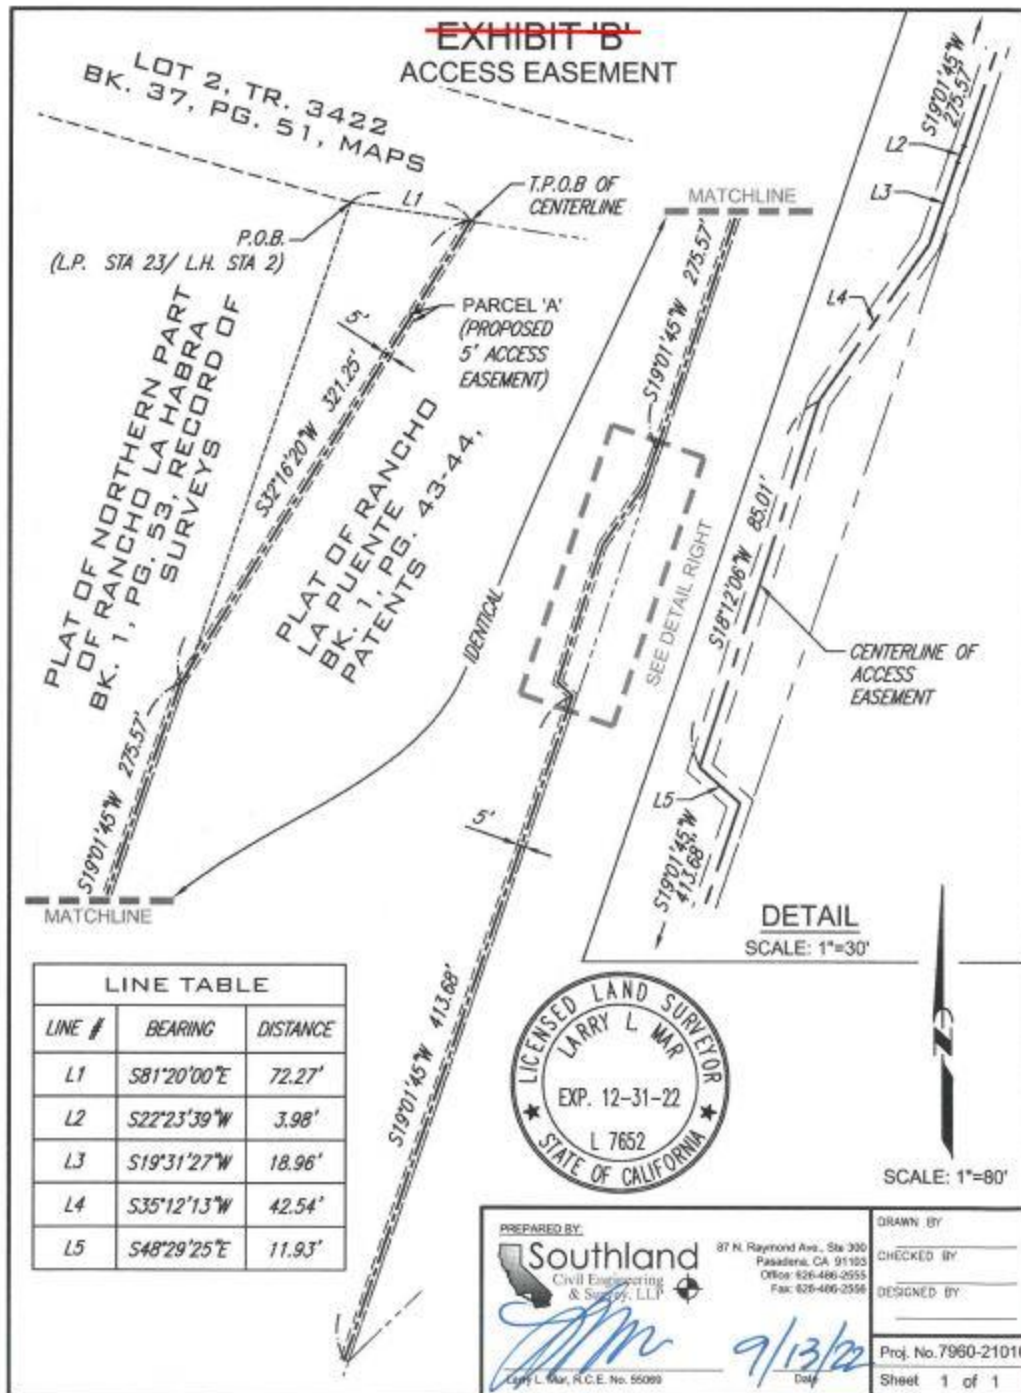 EXHIBIT 'B'
ACCESS EASEMENT
LOT 2, TR. 3422
BK. 37, PG. 51, MAPS
L1
T.P.O.B OF
CENTERLINE
P.O.B.
(L.P. STA 23/ L.H. STA 2)
5'
PARCEL 'A'
(PROPOSED
5' ACCESS
EASEMENT)
S32°16'20"W 321.25'
PLAT OF NORTHERN PART
OF RANCHO LA HABRA
BK. 1, PG. 53, RECORD OF
SURVEYS
PLAT OF RANCHO
LA PUENTE
BK. 1, PG. 43-44,
PATENTS
S19°01'45"W 275.57'
MATCHLINE
IDENTICAL
MATCHLINE
S19°01'45"W 275.57'
SEE DETAIL RIGHT
5'
S19°01'45"W 413.68'
S19°01'45"W
275.57'
L2
L3
L4
S18°12'06"W 85.01'
CENTERLINE OF
ACCESS
EASEMENT
L5
S19°01'45"W
413.68'
DETAIL
SCALE: 1"=30'
LINE TABLE
LINE # BEARING DISTANCE
L1 S81°20'00"E 72.27'
L2 S22°23'39"W 3.98'
L3 S19°31'27"W 18.96'
L4 S35°12'13"W 42.54'
L5 S48°29'25"E 11.93'
LICENSED LAND SURVEYOR
LARRY L. MAR
EXP. 12-31-22
L 7652
STATE OF CALIFORNIA
SCALE: 1"=80'
PREPARED BY:
Southland
Civil Engineering
& Survey, LLP
87 N. Raymond Ave., Ste 300
Pasadena, CA 91103
Office: 626-486-2555
Fax: 626-486-2556
9/13/22
Larry L. Mar, R.C.E. No. 55069
Date
DRAWN BY
CHECKED BY
DESIGNED BY
Proj. No. 7960-21016
Sheet 1 of 1